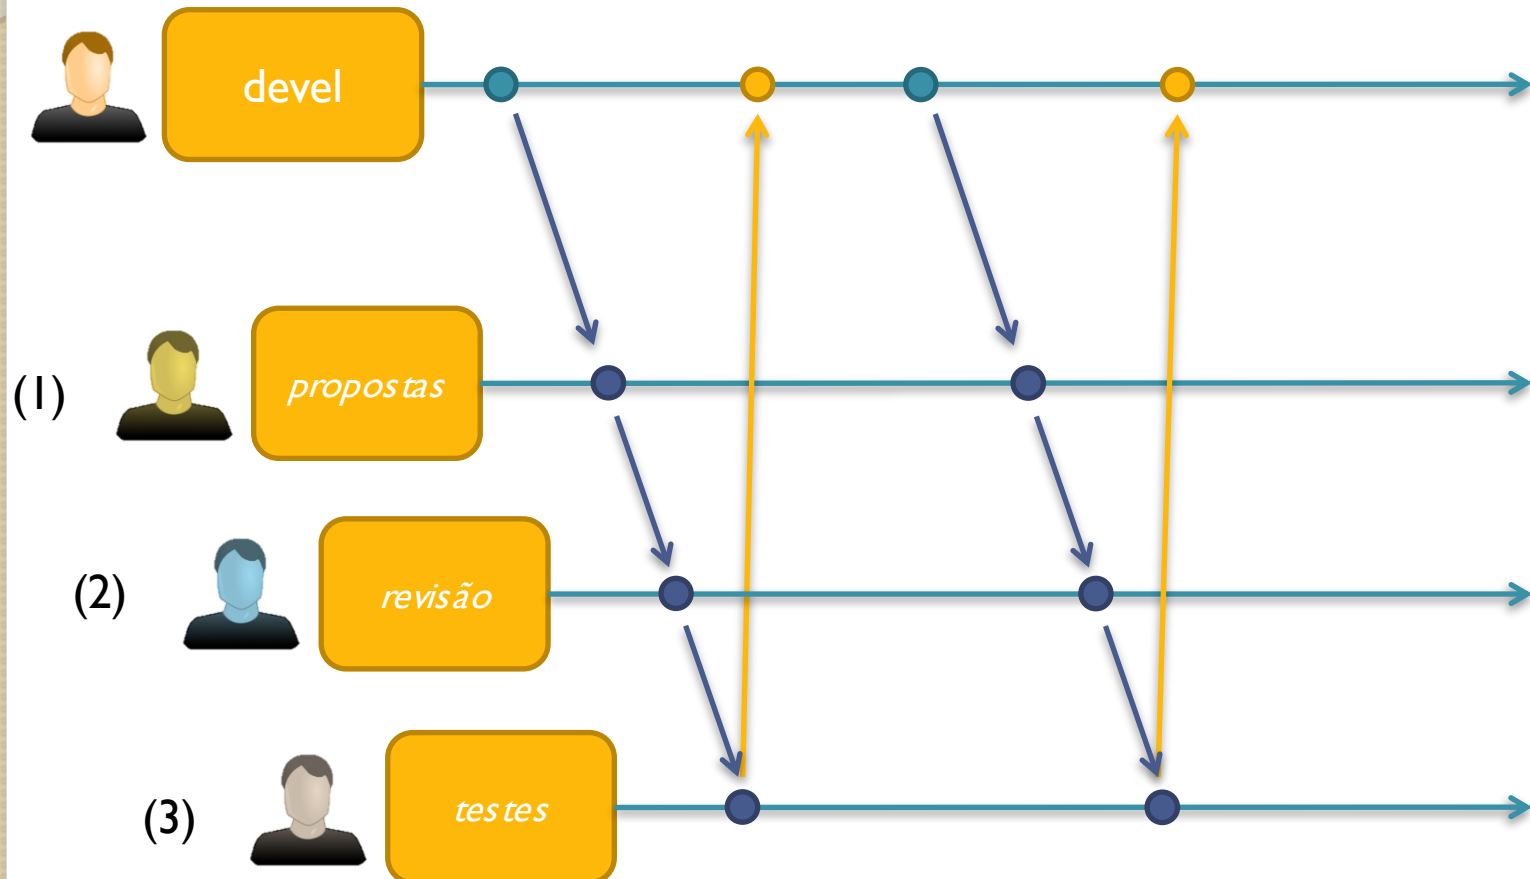 devel
(1)
propostas
(2)
revisão
(3)
testes